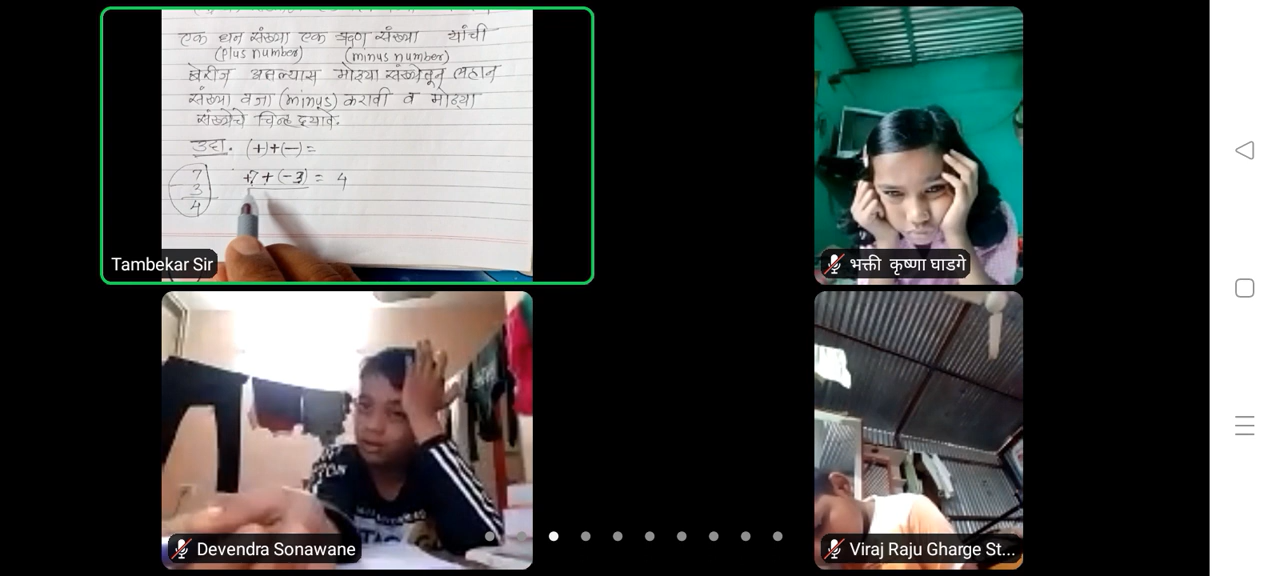 एक धन संख्या एक ऋण संख्या यांची
(plus number) (minus number)
बेरीज असल्यास मोठ्या संख्येतून लहान
संख्या वजा (minus) करावी व मोठ्या
संख्येचे चिन्ह द्यावे.
उदा. (+)+(−)=
7
3
4
+7 + (-3) = 4
Tambekar Sir
भक्ती कृष्णा घाडगे
Devendra Sonawane
Viraj Raju Gharge St...